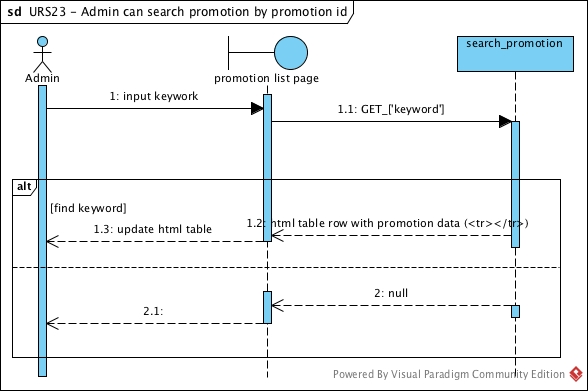 sd URS23 – Admin can search promotion by promotion id
search_promotion
Admin
promotion list page
1: input keywork
1.1: GET_['keyword']
alt
[find keyword]
1.2: html table row with promotion data (<tr></tr>)
1.3: update html table
2: null
2.1:
Powered By Visual Paradigm Community Edition